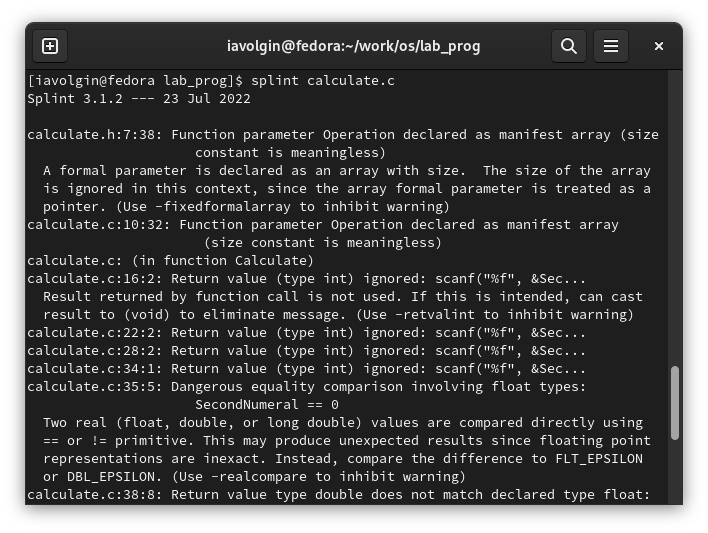 iavolgin@fedora:~/work/os/lab_prog
[iavolgin@fedora lab_prog]$ splint calculate.c
Splint 3.1.2 --- 23 Jul 2022
calculate.h:7:38: Function parameter Operation declared as manifest array (size
constant is meaningless)
A formal parameter is declared as an array with size.  The size of the array
is ignored in this context, since the array formal parameter is treated as a
pointer. (Use -fixedformalarray to inhibit warning)
calculate.c:10:32: Function parameter Operation declared as manifest array
(size constant is meaningless)
calculate.c: (in function Calculate)
calculate.c:16:2: Return value (type int) ignored: scanf("%f", &Sec...
Result returned by function call is not used. If this is intended, can cast
result to (void) to eliminate message. (Use -retvalint to inhibit warning)
calculate.c:22:2: Return value (type int) ignored: scanf("%f", &Sec...
calculate.c:28:2: Return value (type int) ignored: scanf("%f", &Sec...
calculate.c:34:1: Return value (type int) ignored: scanf("%f", &Sec...
calculate.c:35:5: Dangerous equality comparison involving float types:
SecondNumeral == 0
Two real (float, double, or long double) values are compared directly using
== or != primitive. This may produce unexpected results since floating point
representations are inexact. Instead, compare the difference to FLT_EPSILON
or DBL_EPSILON. (Use -realcompare to inhibit warning)
calculate.c:38:8: Return value type double does not match declared type float: